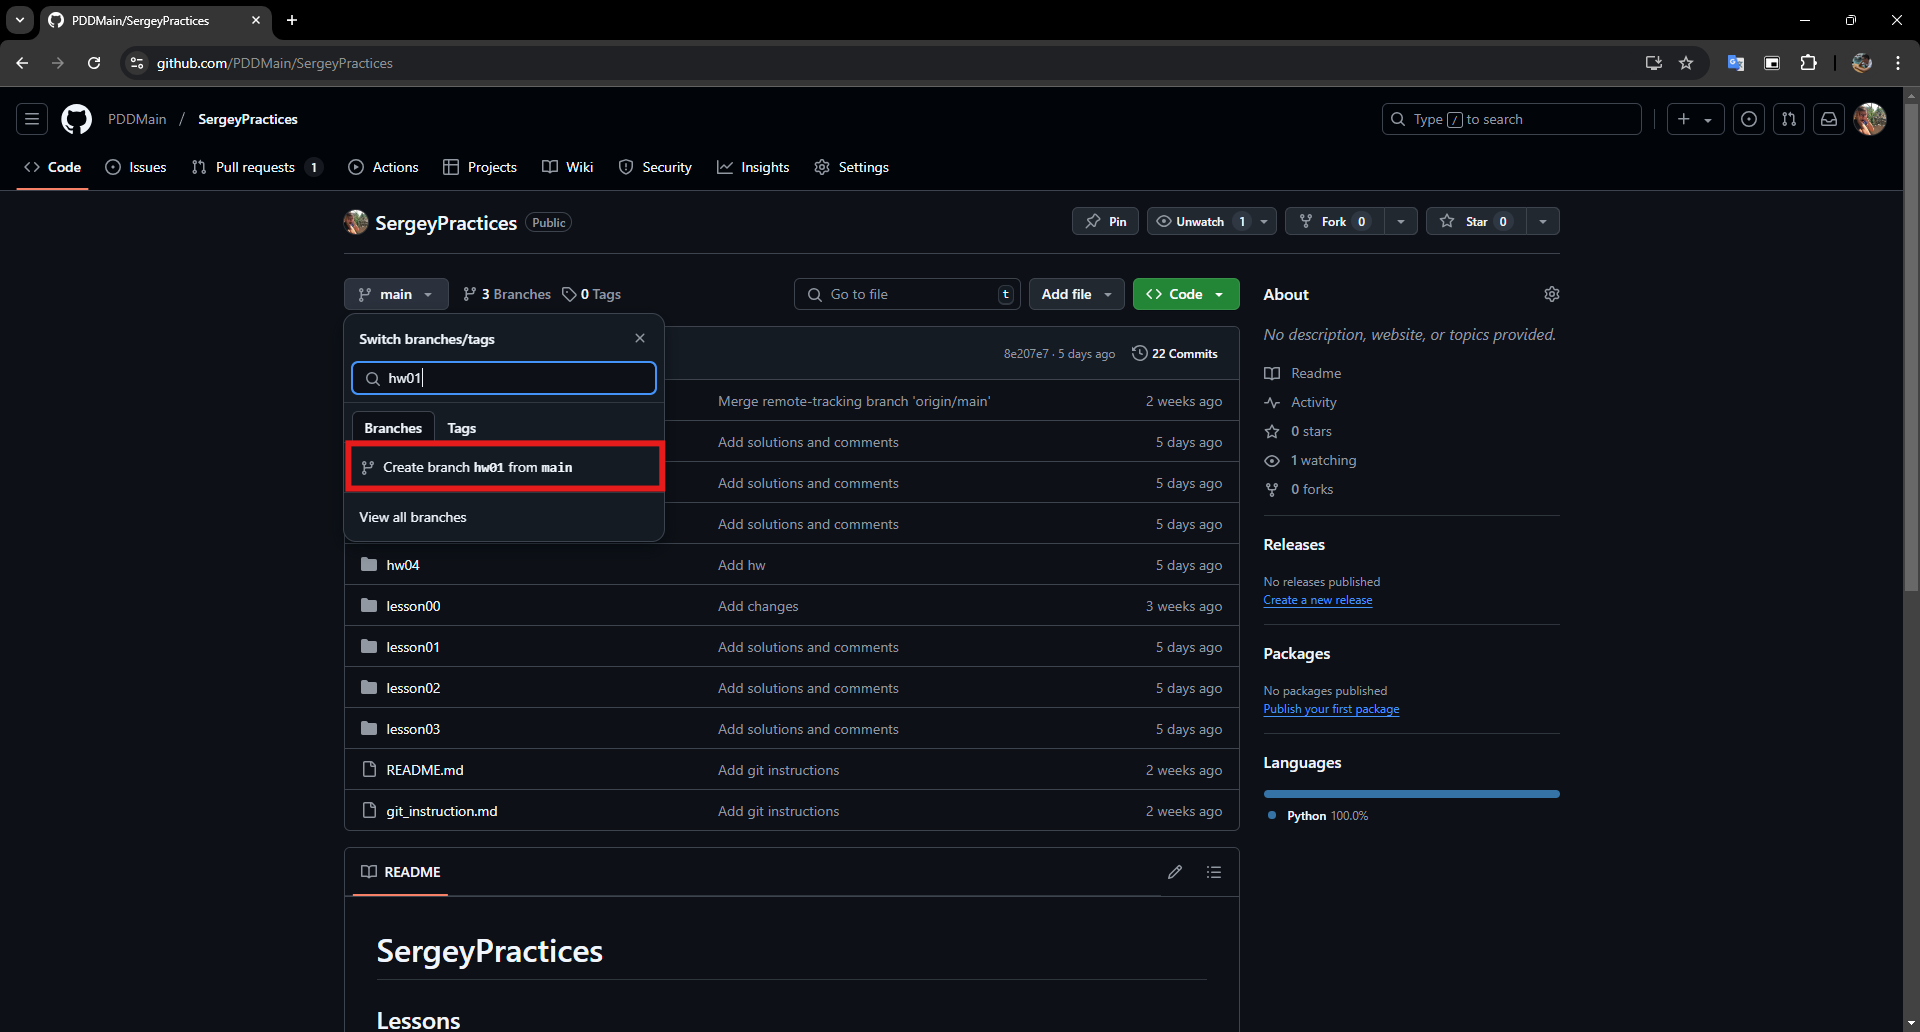 PDDMain/SergeyPractices
github.com/PDDMain/SergeyPractices
PDDMain / SergeyPractices
Type / to search
Code Issues Pull requests 1 Actions Projects Wiki Security Insights Settings
SergeyPractices Public
Pin Unwatch 1 Fork 0 Star 0
main 3 Branches 0 Tags
Go to file t Add file Code
Switch branches/tags
hw01
Branches Tags
Create branch hw01 from main
View all branches
8e207e7 · 5 days ago 22 Commits
Merge remote-tracking branch 'origin/main' 2 weeks ago
Add solutions and comments 5 days ago
Add solutions and comments 5 days ago
Add solutions and comments 5 days ago
hw04 Add hw 5 days ago
lesson00 Add changes 3 weeks ago
lesson01 Add solutions and comments 5 days ago
lesson02 Add solutions and comments 5 days ago
lesson03 Add solutions and comments 5 days ago
README.md Add git instructions 2 weeks ago
git_instruction.md Add git instructions 2 weeks ago
README
SergeyPractices
Lessons
About
No description, website, or topics provided.
Readme
Activity
0 stars
1 watching
0 forks
Releases
No releases published
Create a new release
Packages
No packages published
Publish your first package
Languages
Python 100.0%